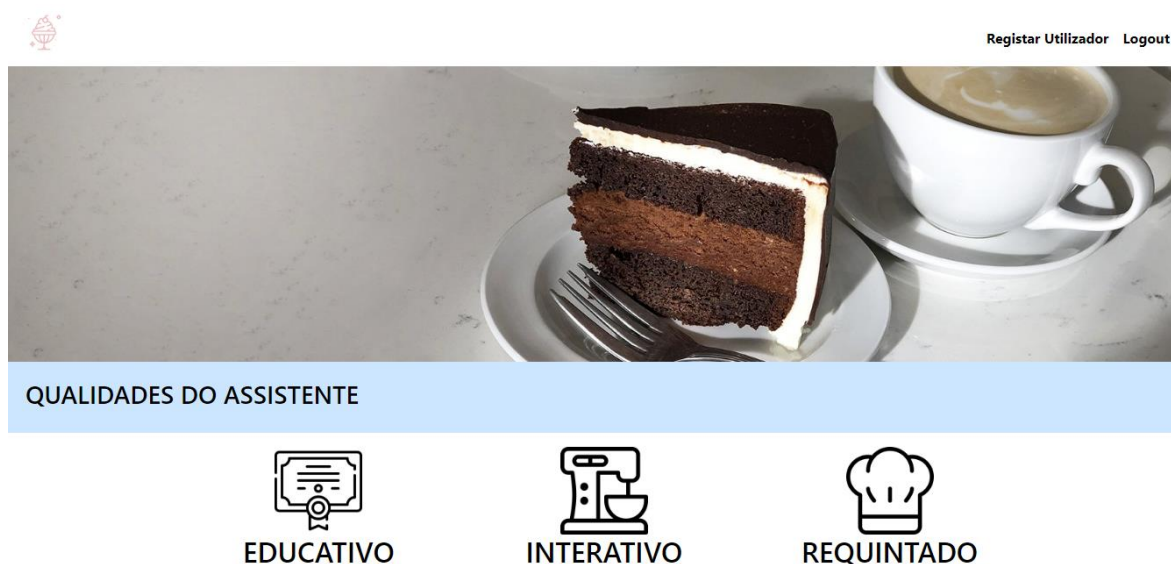 Registar Utilizador Logout
QUALIDADES DO ASSISTENTE
EDUCATIVO INTERATIVO REQUINTADO